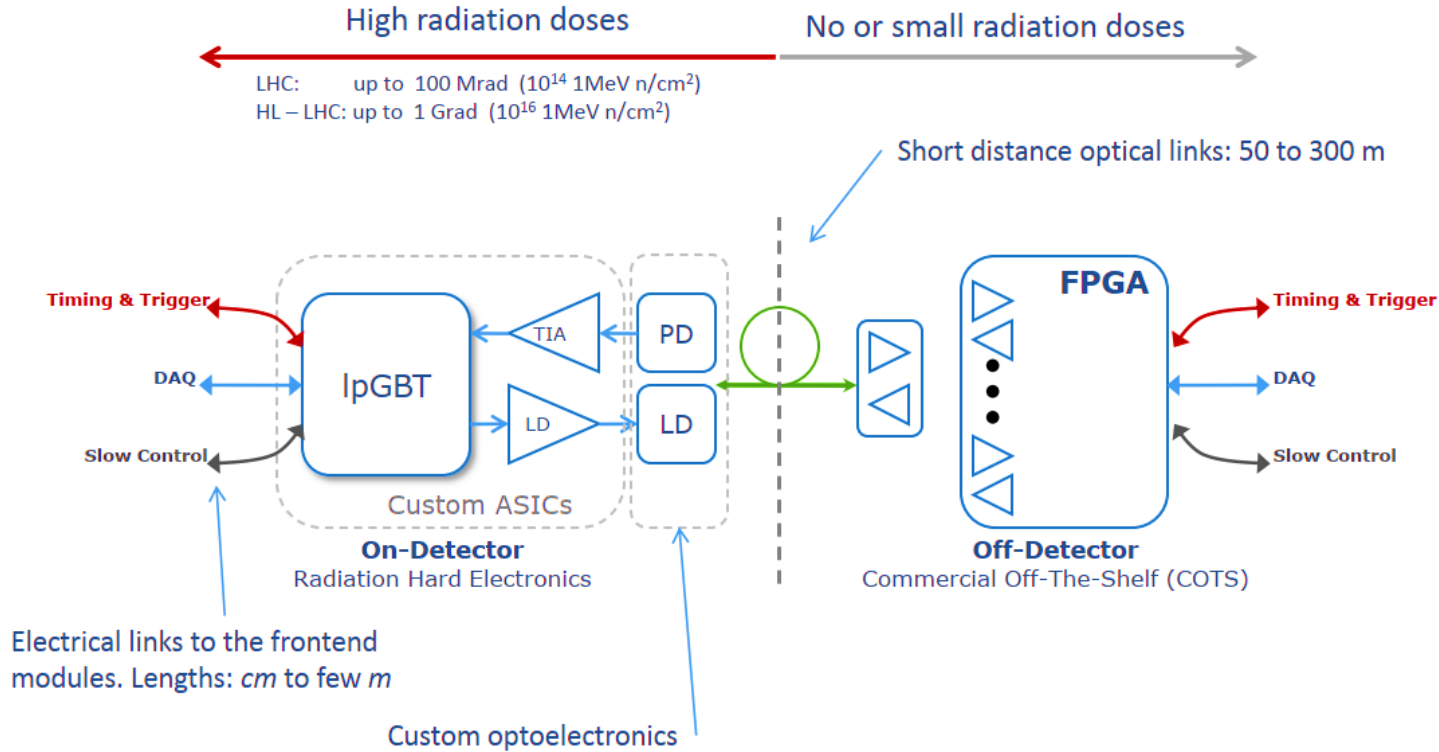 High radiation doses
No or small radiation doses
LHC: up to 100 Mrad (10¹⁴ 1MeV n/cm²)
HL – LHC: up to 1 Grad (10¹⁶ 1MeV n/cm²)
Short distance optical links: 50 to 300 m
Timing & Trigger
DAQ
Slow Control
lpGBT
TIA
LD
PD
LD
Custom ASICs
FPGA
Timing & Trigger
DAQ
Slow Control
On-Detector
Radiation Hard Electronics
Off-Detector
Commercial Off-The-Shelf (COTS)
Electrical links to the frontend
modules. Lengths: cm to few m
Custom optoelectronics